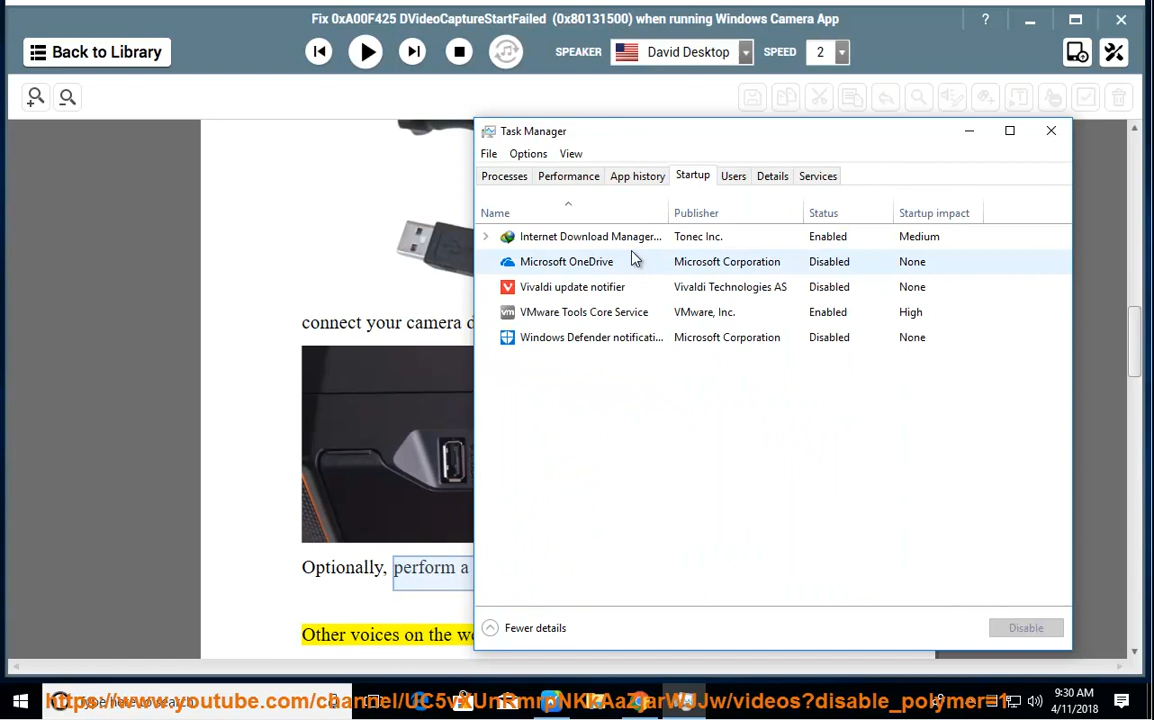 Fix 0xA00F425 DVideoCaptureStartFailed (0x80131500) when running Windows Camera App
Back to Library
SPEAKER
David Desktop
SPEED
2
Task Manager
File Options View
Processes Performance App history Startup Users Details Services
Name Publisher Status Startup impact
Internet Download Manager... Tonec Inc. Enabled Medium
Microsoft OneDrive Microsoft Corporation Disabled None
Vivaldi update notifier Vivaldi Technologies AS Disabled None
VMware Tools Core Service VMware, Inc. Enabled High
Windows Defender notificati... Microsoft Corporation Disabled None
connect your camera
Optionally, perform a
Other voices on the
Fewer details
Disable
Type here to search
9:30 AM
4/11/2018